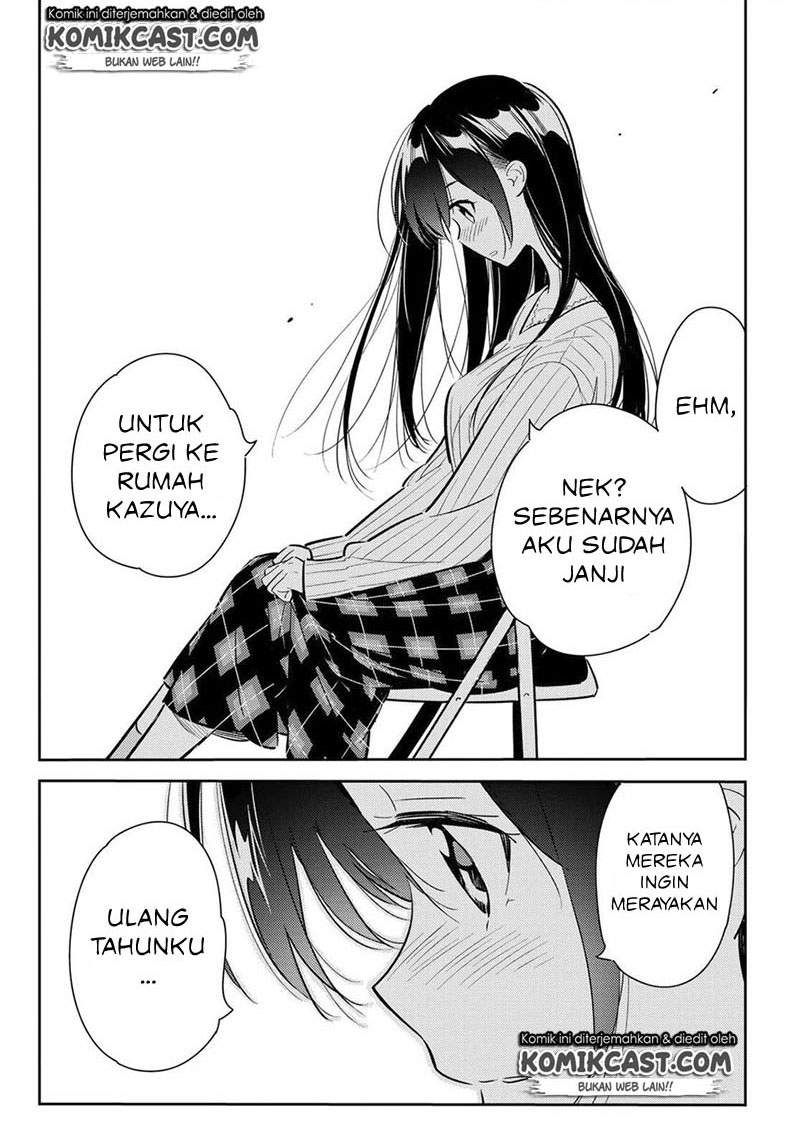 Komik ini diterjemahkan & diedit oleh
KOMIKCAST.COM
BUKAN WEB LAIN!!
EHM,
NEK?
SEBENARNYA
AKU SUDAH
JANJI
UNTUK
PERGI KE
RUMAH
KAZUYA...
KATANYA
MEREKA
INGIN
MERAYAKAN
ULANG
TAHUNKU
...
Komik ini diterjemahkan & diedit oleh
KOMIKCAST.COM
BUKAN WEB LAIN!!